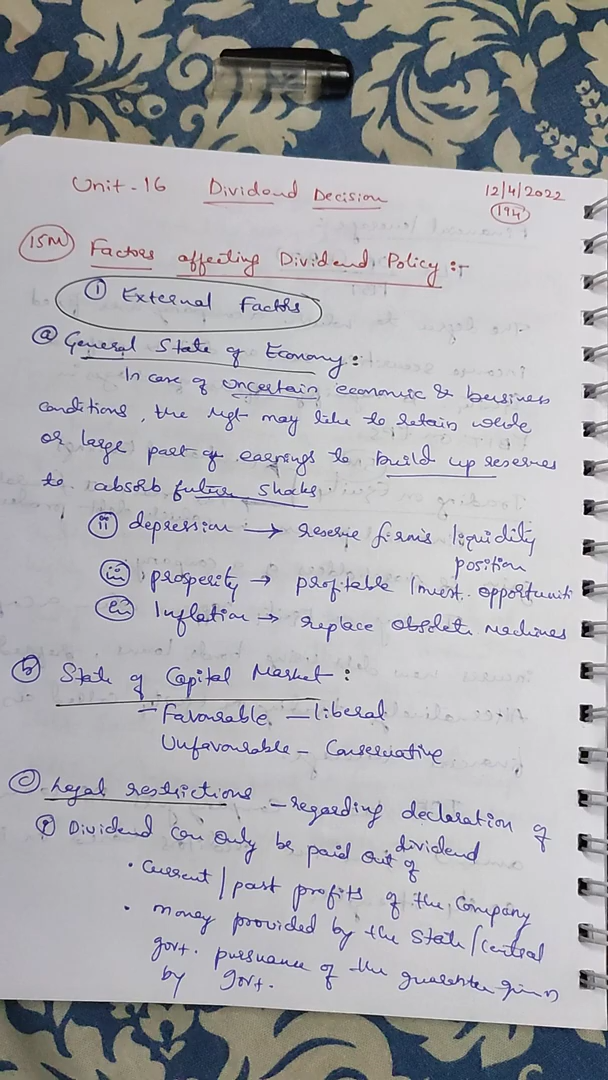 Unit-16 Dividend Decision 12/4/2022
194
15M Factors affecting Dividend Policy :-
① External Factors
ⓐ General State of Economy:
In case of uncertain economic & business
conditions, the mgt may like to retain whole
or large part of earnings to build up reserves
to absorb future shocks
ⓘⓘ depression → reserve firm's liquidity
position
ⓘⓘⓘ prosperity → profitable Invest. opportuniti
Inflation → replace obsolete machines
ⓑ State of Capital Market:
– Favourable – Liberal
Unfavourable – Conservative
ⓒ Legal restrictions – regarding declaration of
dividend
Dividend can only be paid out of
• current / past profits of the Company
• money provided by the State / Central
govt. pursuance of the guarantee given
by govt.